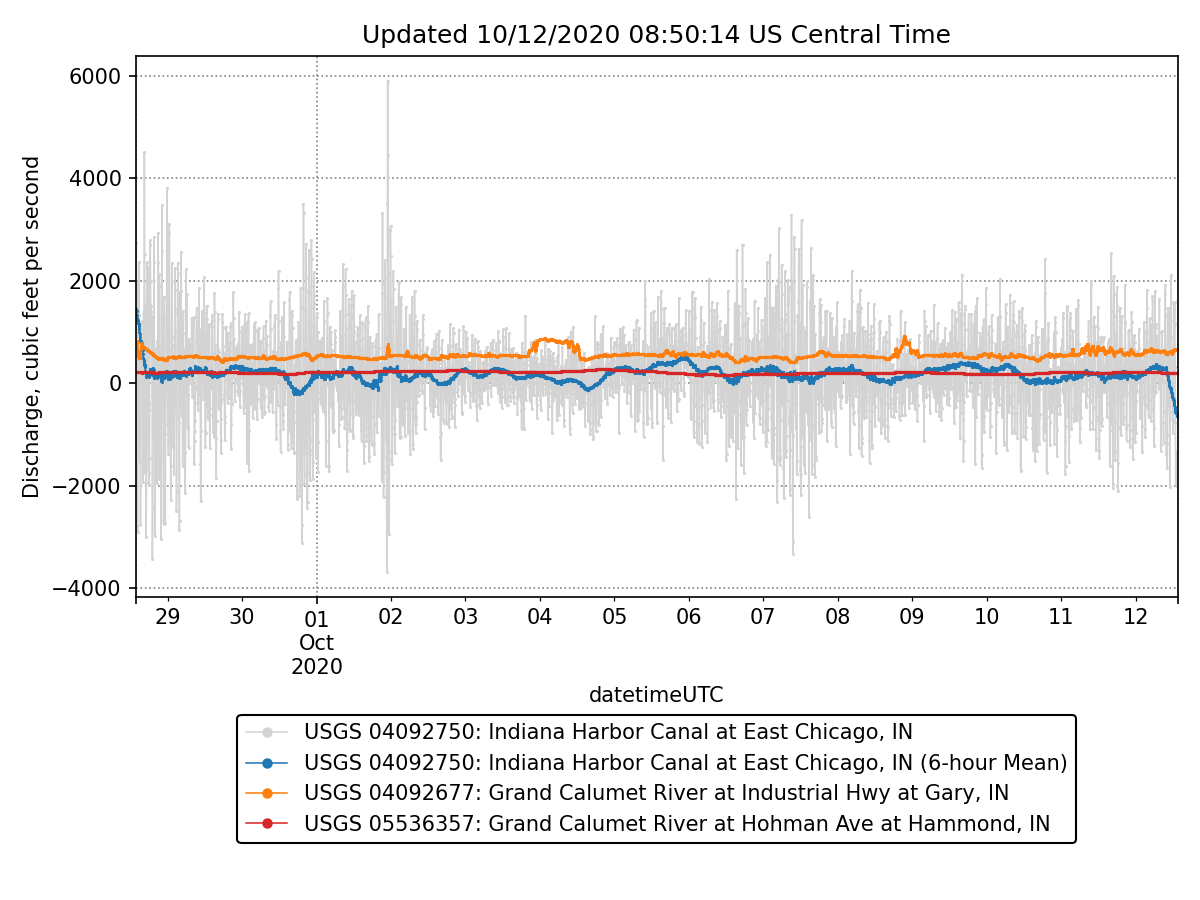 Updated 10/12/2020 08:50:14 US Central Time
Discharge, cubic feet per second
6000
4000
2000
0
−2000
−4000
29 30 01 02 03 04 05 06 07 08 09 10 11 12
Oct
2020
datetimeUTC
USGS 04092750: Indiana Harbor Canal at East Chicago, IN
USGS 04092750: Indiana Harbor Canal at East Chicago, IN (6-hour Mean)
USGS 04092677: Grand Calumet River at Industrial Hwy at Gary, IN
USGS 05536357: Grand Calumet River at Hohman Ave at Hammond, IN